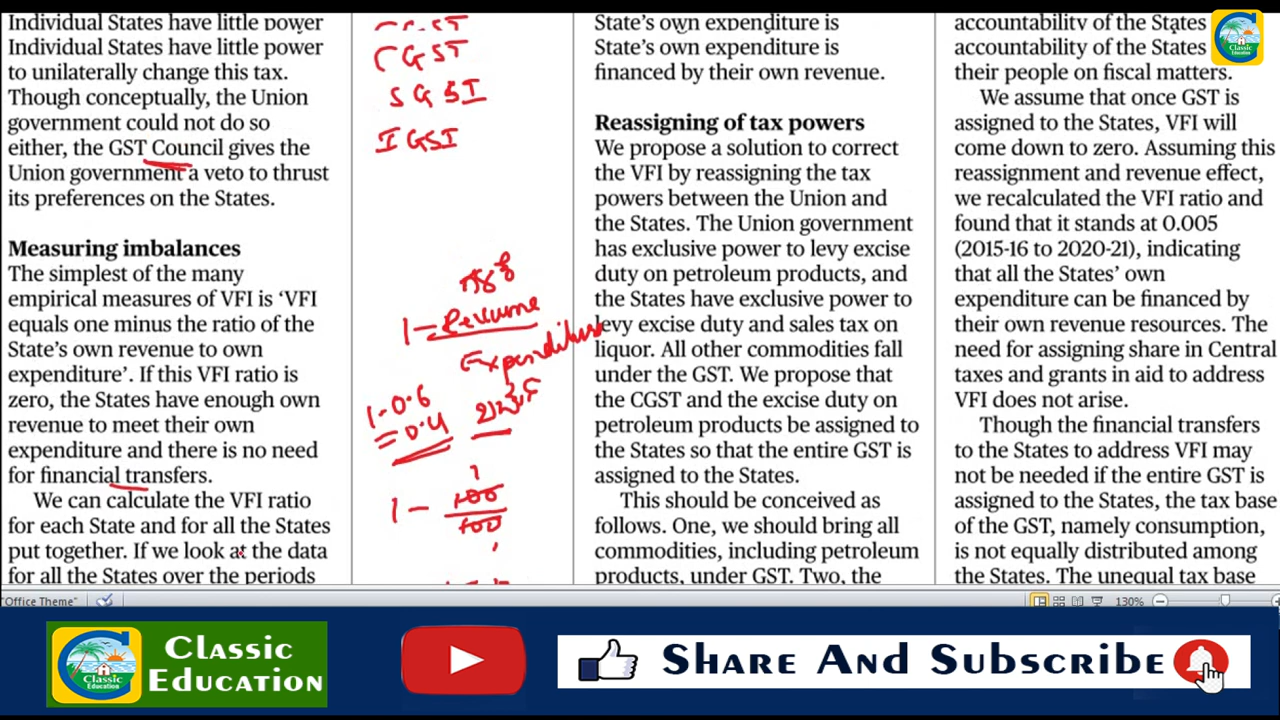 Individual States have little power
Individual States have little power
to unilaterally change this tax.
Though conceptually, the Union
government could not do so
either, the GST Council gives the
Union government a veto to thrust
its preferences on the States.
Measuring imbalances
The simplest of the many
empirical measures of VFI is ‘VFI
equals one minus the ratio of the
State’s own revenue to own
expenditure’. If this VFI ratio is
zero, the States have enough own
revenue to meet their own
expenditure and there is no need
for financial transfers.
We can calculate the VFI ratio
for each State and for all the States
put together. If we look at the data
for all the States over the periods
CGST
CGST
SGST
IGST
1 - Revenue
Expenditure
1-0.6
= 0.4
1 - 100
100
1
State’s own expenditure is
State’s own expenditure is
financed by their own revenue.
Reassigning of tax powers
We propose a solution to correct
the VFI by reassigning the tax
powers between the Union and
the States. The Union government
has exclusive power to levy excise
duty on petroleum products, and
the States have exclusive power to
levy excise duty and sales tax on
liquor. All other commodities fall
under the GST. We propose that
the CGST and the excise duty on
petroleum products be assigned to
the States so that the entire GST is
assigned to the States.
This should be conceived as
follows. One, we should bring all
commodities, including petroleum
products, under GST. Two, the
accountability of the States
accountability of the States
their people on fiscal matters.
We assume that once GST is
assigned to the States, VFI will
come down to zero. Assuming this
reassignment and revenue effect,
we recalculated the VFI ratio and
found that it stands at 0.005
(2015-16 to 2020-21), indicating
that all the States’ own
expenditure can be financed by
their own revenue resources. The
need for assigning share in Central
taxes and grants in aid to address
VFI does not arise.
Though the financial transfers
to the States to address VFI may
not be needed if the entire GST is
assigned to the States, the tax base
of the GST, namely consumption,
is not equally distributed among
the States. The unequal tax base
Classic
Education
"Office Theme"
130%
Classic
Education
Classic
Education
Share And Subscribe